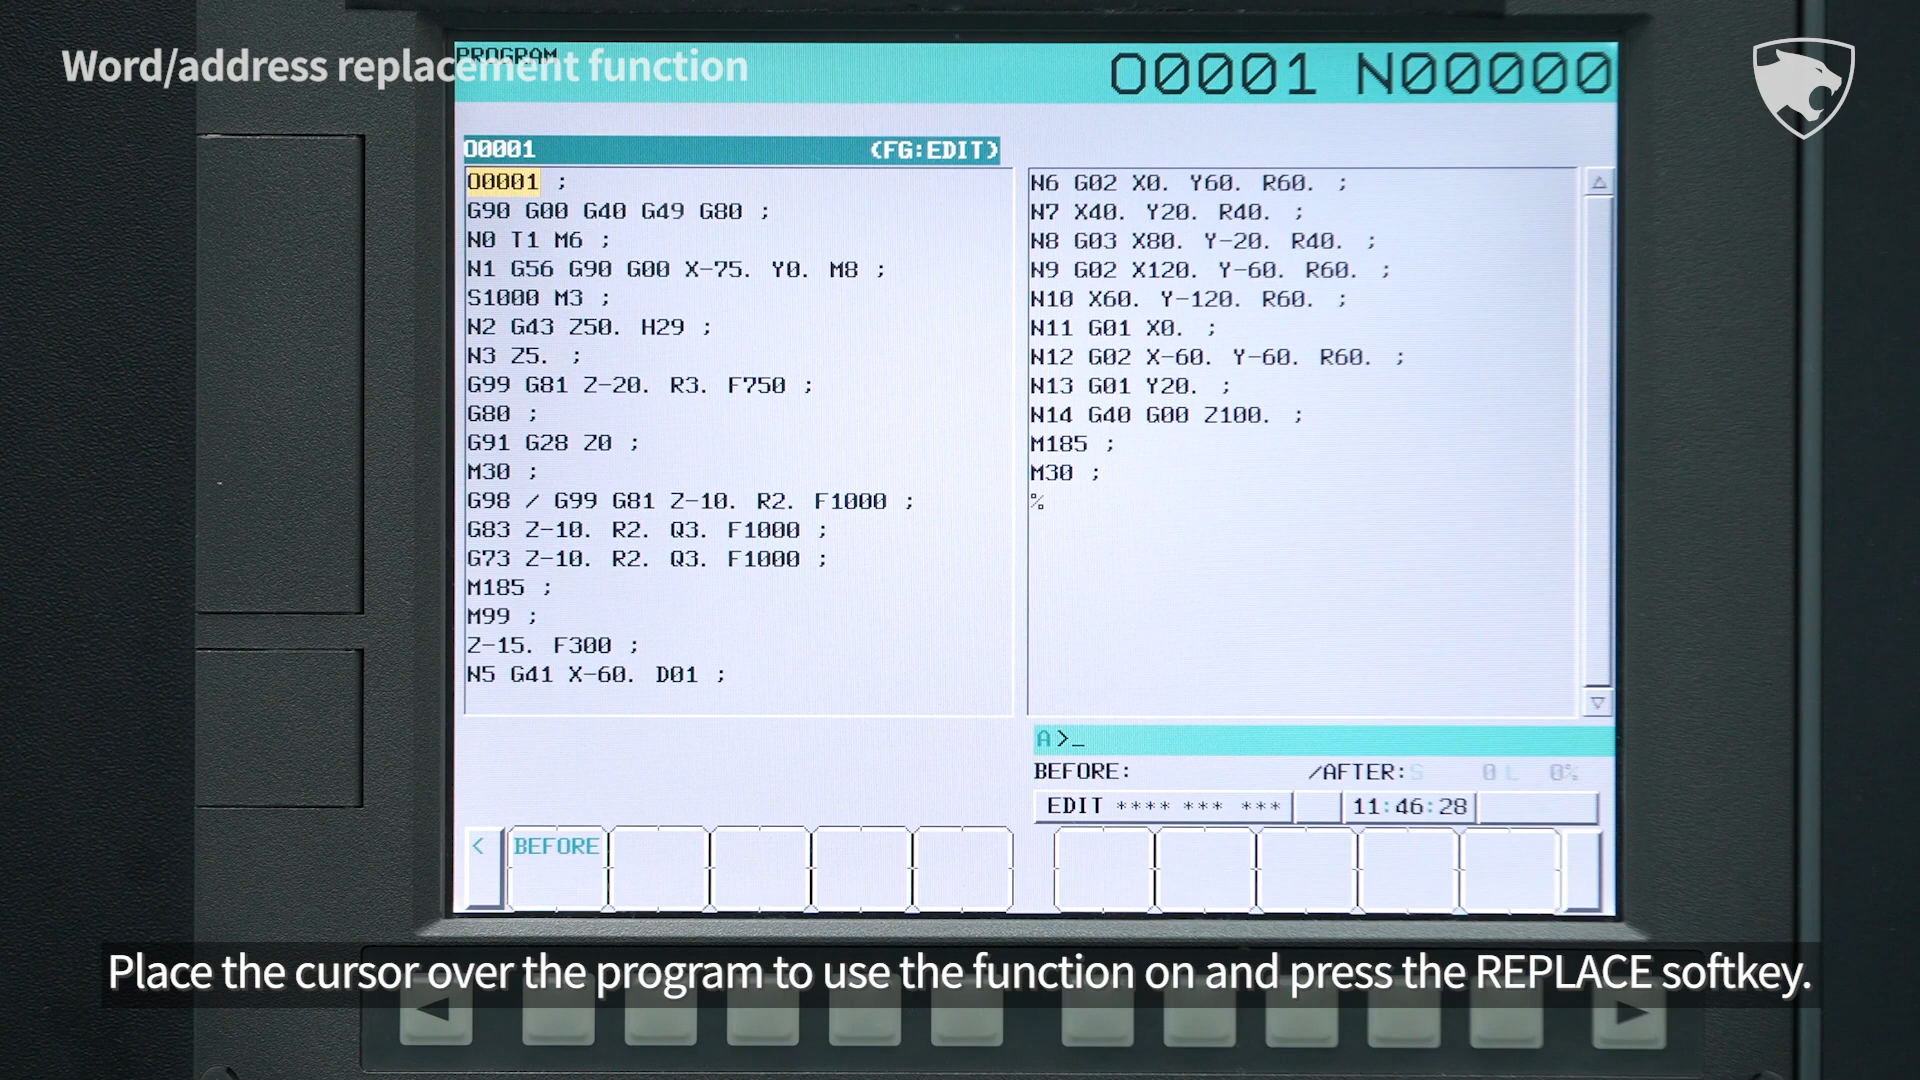 Word/address replacement function
PROGRAM
O0001 N00000
O0001 (FG:EDIT)
O0001 ;
G90 G00 G40 G49 G80 ;
N0 T1 M6 ;
N1 G56 G90 G00 X-75. Y0. M8 ;
S1000 M3 ;
N2 G43 Z50. H29 ;
N3 Z5. ;
G99 G81 Z-20. R3. F750 ;
G80 ;
G91 G28 Z0 ;
M30 ;
G98 / G99 G81 Z-10. R2. F1000 ;
G83 Z-10. R2. Q3. F1000 ;
G73 Z-10. R2. Q3. F1000 ;
M185 ;
M99 ;
Z-15. F300 ;
N5 G41 X-60. D01 ;
N6 G02 X0. Y60. R60. ;
N7 X40. Y20. R40. ;
N8 G03 X80. Y-20. R40. ;
N9 G02 X120. Y-60. R60. ;
N10 X60. Y-120. R60. ;
N11 G01 X0. ;
N12 G02 X-60. Y-60. R60. ;
N13 G01 Y20. ;
N14 G40 G00 Z100. ;
M185 ;
M30 ;
%
A >_
BEFORE: /AFTER: S 0 L 0%
EDIT **** *** *** 11:46:28
< BEFORE
Place the cursor over the program to use the function on and press the REPLACE softkey.